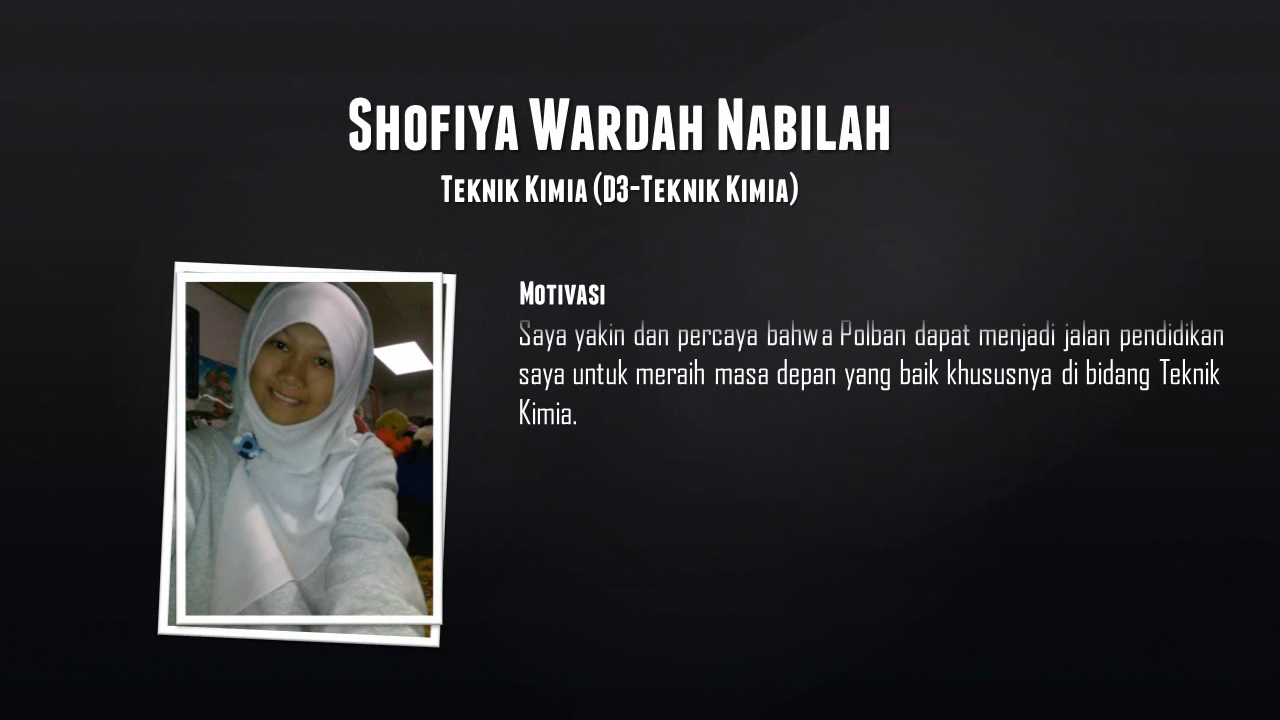 Shofiya Wardah Nabilah
Teknik Kimia (D3-Teknik Kimia)
Motivasi
Saya yakin dan percaya bahwa Polban dapat menjadi jalan pendidikan
saya untuk meraih masa depan yang baik khususnya di bidang Teknik
Kimia.